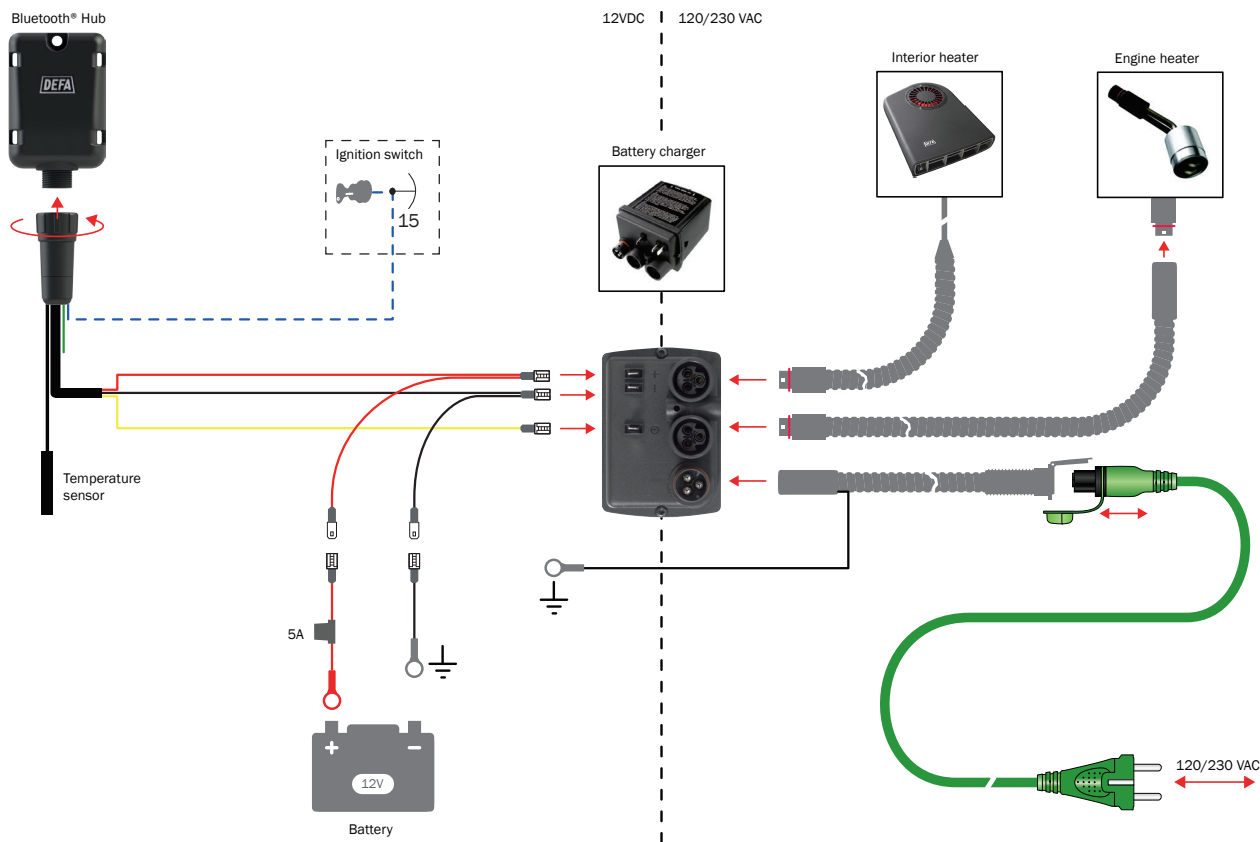 Bluetooth® Hub
12VDC
120/230 VAC
Interior heater
Engine heater
DEFA
Ignition switch
15
Battery charger
+
-
Temperature
sensor
5A
+
-
12V
Battery
120/230 VAC